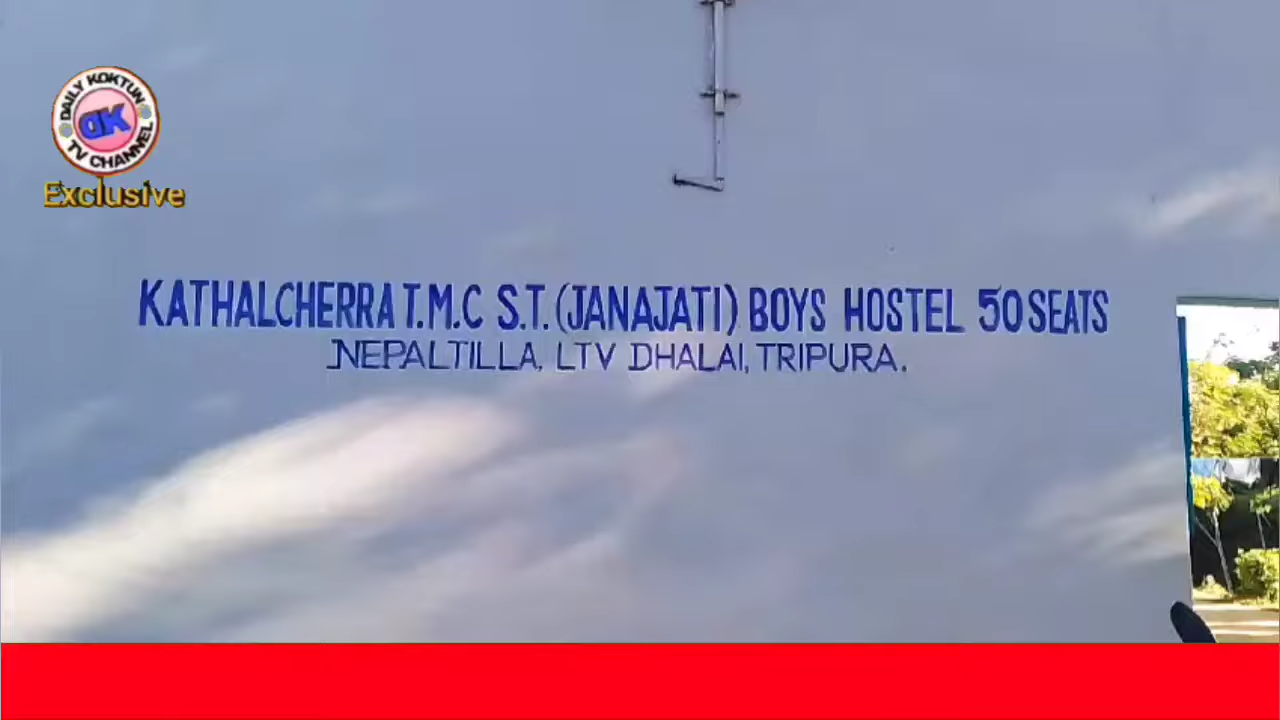 DAILY KOKTUN
DK
TV CHANNEL
Exclusive
KATHALCHERRA T.M.C S.T. (JANAJATI) BOYS HOSTEL 50 SEATS
NEPALTILLA, LTV DHALAI, TRIPURA.